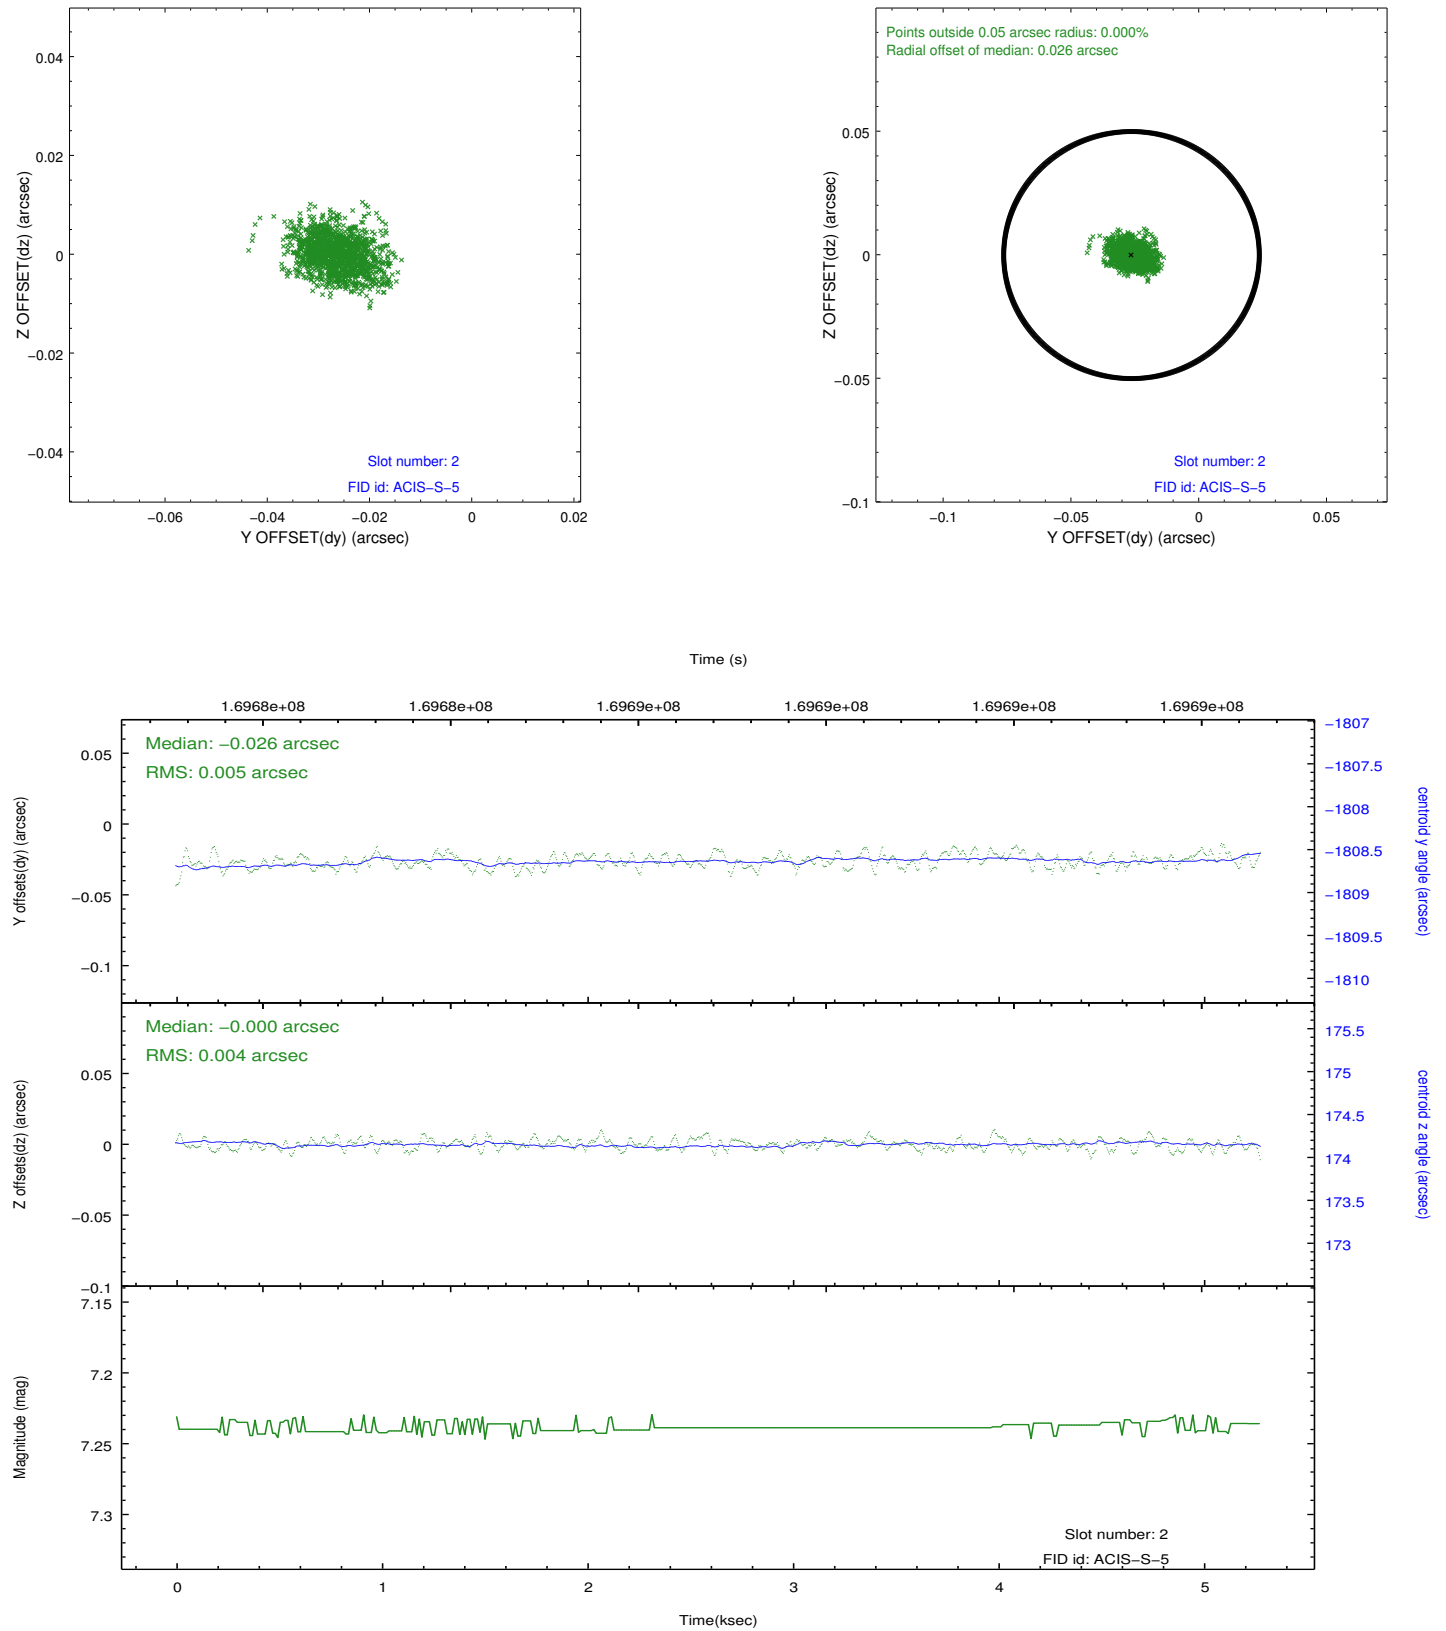 0.04
0.02
0
−0.02
−0.04
Z OFFSET(dz) (arcsec)
Slot number: 2
FID id: ACIS−S−5
−0.06
−0.04
−0.02
0
0.02
Y OFFSET(dy) (arcsec)
Points outside 0.05 arcsec radius: 0.000%
Radial offset of median: 0.026 arcsec
0.05
0
−0.05
−0.1
Z OFFSET(dz) (arcsec)
Slot number: 2
FID id: ACIS−S−5
−0.1
−0.05
0
0.05
Y OFFSET(dy) (arcsec)
Time (s)
1.6968e+08
1.6968e+08
1.6969e+08
1.6969e+08
1.6969e+08
1.6969e+08
Median: −0.026 arcsec
RMS: 0.005 arcsec
0.05
0
−0.05
−0.1
Y offsets(dy) (arcsec)
−1807
−1807.5
−1808
−1808.5
−1809
−1809.5
−1810
centroid y angle (arcsec)
Median: −0.000 arcsec
RMS: 0.004 arcsec
0.05
0
−0.05
−0.1
Z offsets(dz) (arcsec)
175.5
175
174.5
174
173.5
173
centroid z angle (arcsec)
7.15
7.2
7.25
7.3
Magnitude (mag)
Slot number: 2
FID id: ACIS−S−5
0
1
2
3
4
5
Time(ksec)